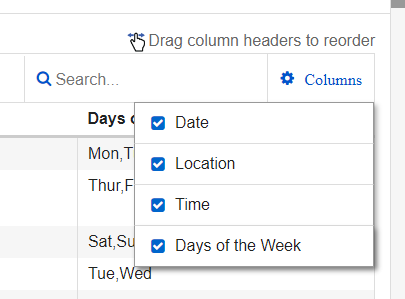 Drag column headers to reorder
Search... Columns
Days
Date
Mon,T
Location
Thur,F
Time
Sat,Su
Days of the Week
Tue,Wed